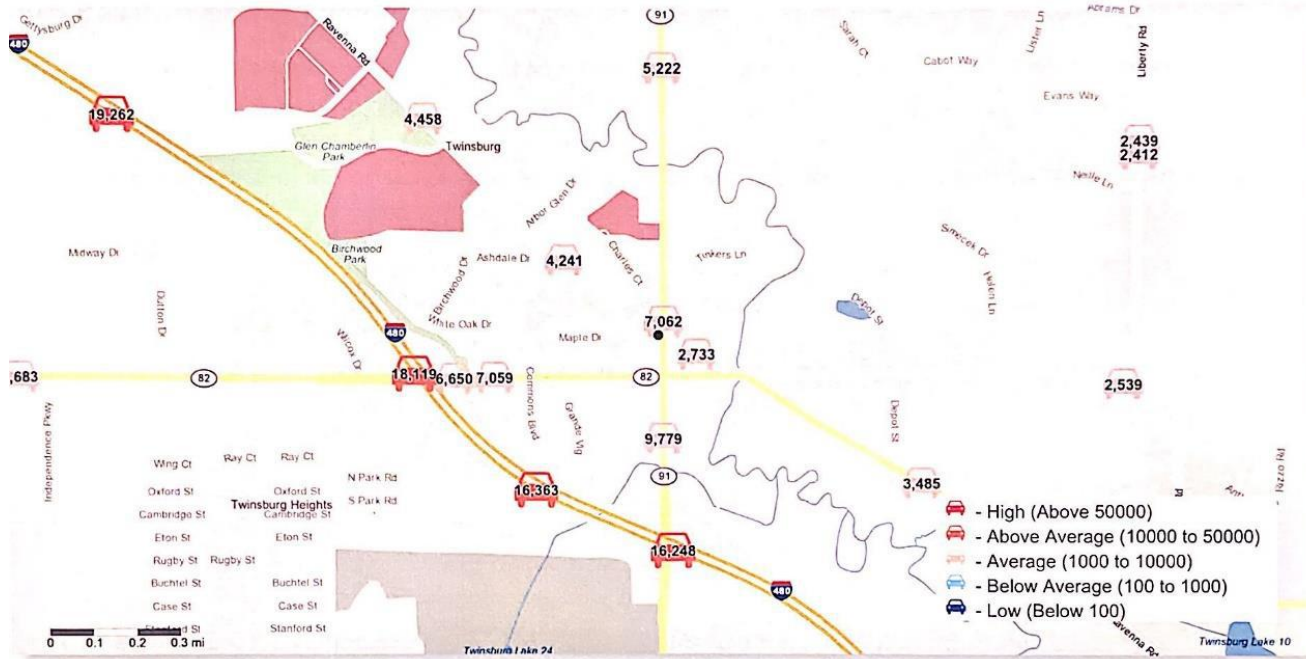 Gettysburg Dr
480
19,262
Ravenna Rd
4,458
Glen Chamberlin
Park
Twinsburg
91
5,222
Sarah Ct
Cabot Way
Lister Ln
Abrams Dr
Liberty Rd
Evans Way
2,439
2,412
Neille Ln
Midway Dr
Birchwood
Park
Birchwood Dr
Ashdale Dr
Arbor Glen Dr
4,241
Charles Ct
Tinkers Ln
Smecek Dr
Helen Ln
Depot St
Dutton Dr
White Oak Dr
480
Wilcox Dr
Maple Dr
7,062
2,733
,683
82
18,119
6,650
7,059
82
2,539
Independence Pkwy
Commons Blvd
Grande Vlg
9,779
Depot St
91
3,485
Wing Ct
Ray Ct
Ray Ct
N Park Rd
Oxford St
Oxford St
S Park Rd
Twinsburg Heights
Cambridge St
Cambridge St
Eton St
Eton St
Rugby St
Rugby St
Buchtel St
Buchtel St
Case St
Case St
Stanford St
Stanford St
16,363
16,248
480
0
0.1
0.2
0.3 mi
Twinsburg Lake 24
- High (Above 50000)
- Above Average (10000 to 50000)
- Average (1000 to 10000)
- Below Average (100 to 1000)
- Low (Below 100)
Ravenna Rd
Twinsburg Lake 10